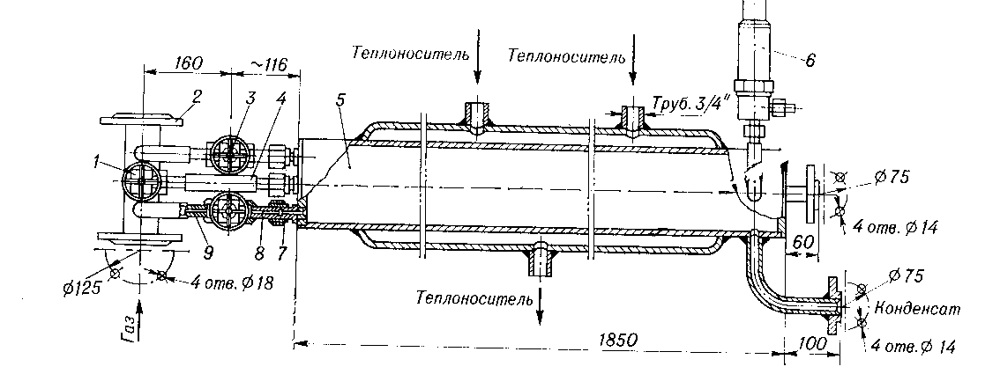 Теплоноситель
Теплоноситель
6
160
~116
2
3
4
5
Труб. 3/4"
1
Ø75
4 отв. Ø14
60
9
8
7
Ø125
4 отв. Ø18
Теплоноситель
Ø75
Конденсат
Газ
1850
100
4 отв. Ø 14